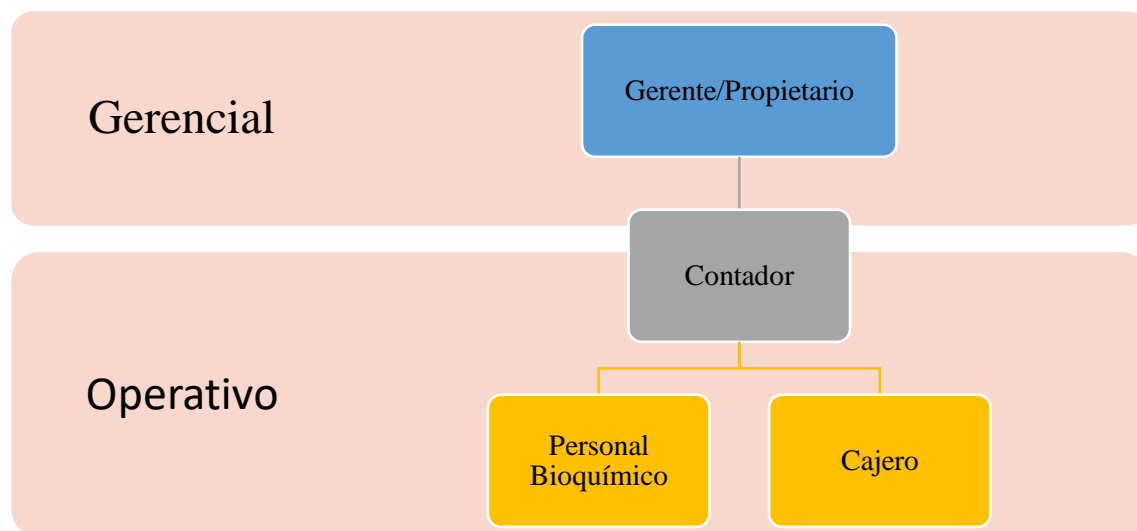 Gerencial
Gerente/Propietario
Contador
Operativo
Personal
Bioquímico
Cajero